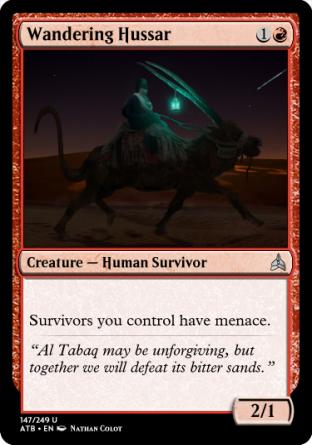 Wandering Hussar 1
Creature — Human Survivor
Survivors you control have menace.
“Al Tabaq may be unforgiving, but
together we will defeat its bitter sands.”
2/1
147/249 U
ATB • EN Nathan Colot